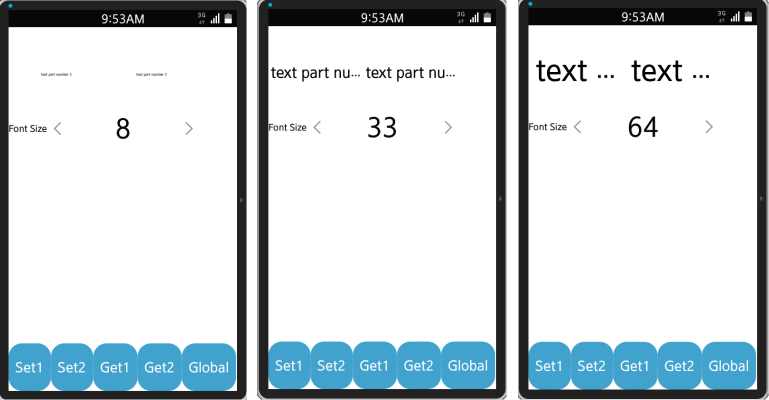 9:53AM 3G
text part number text part number
Font Size 8
Set1 Set2 Get1 Get2 Global
9:53AM 3G
text part nu... text part nu...
Font Size 33
Set1 Set2 Get1 Get2 Global
9:53AM 3G
text ... text ...
Font Size 64
Set1 Set2 Get1 Get2 Global